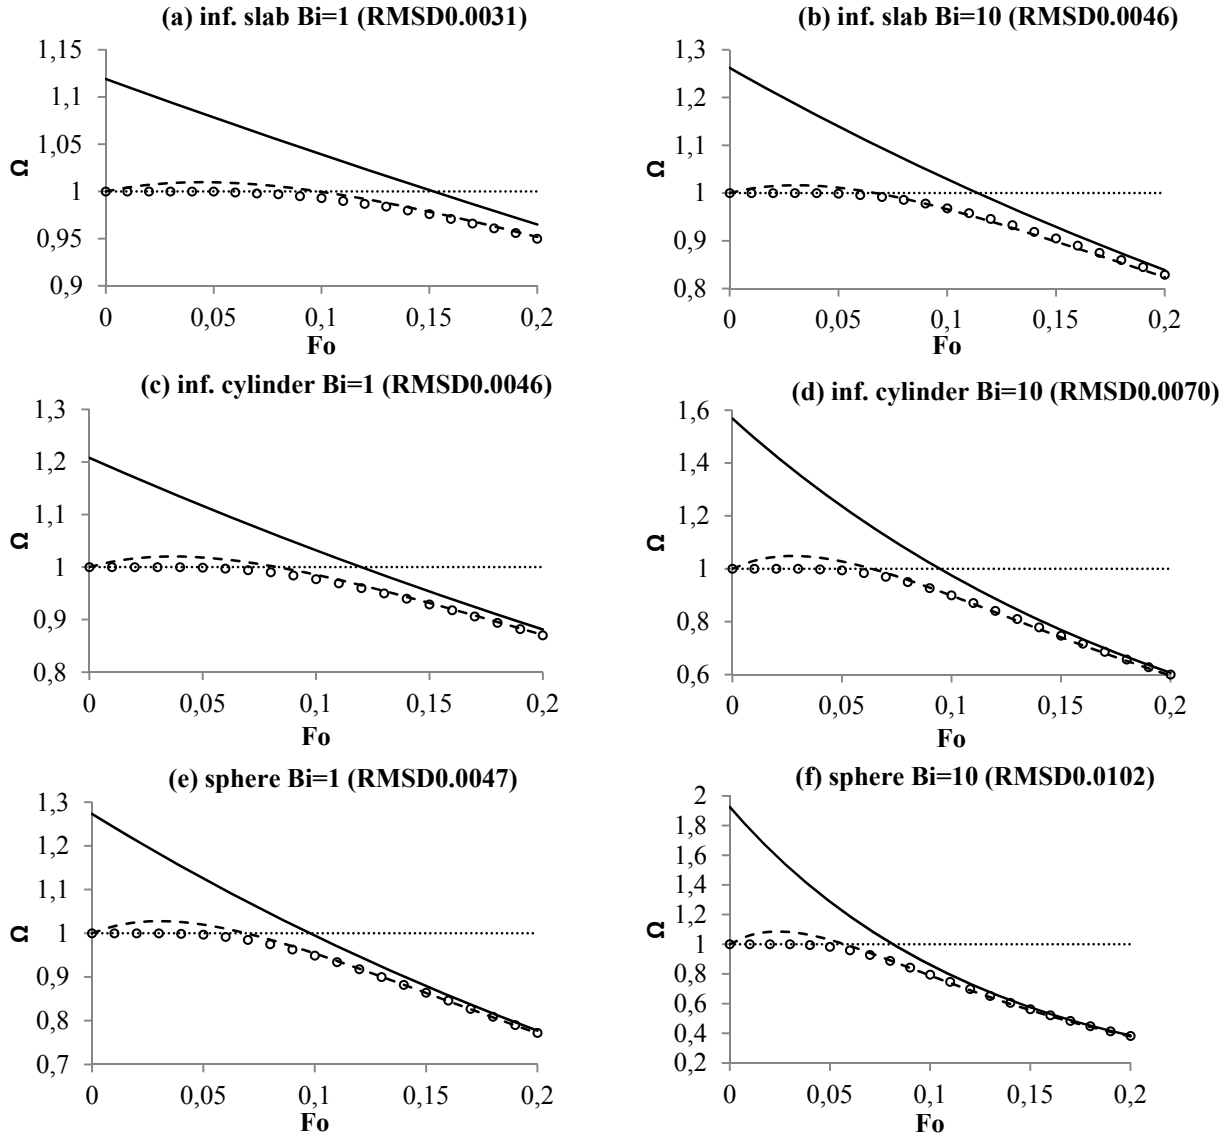 (a) inf. slab Bi=1 (RMSD0.0031)
1,15
1,1
1,05
1
0,95
0,9
Ω
0 0,05 0,1 0,15 0,2
Fo
(b) inf. slab Bi=10 (RMSD0.0046)
1,3
1,2
1,1
1
0,9
0,8
Ω
0 0,05 0,1 0,15 0,2
Fo
(c) inf. cylinder Bi=1 (RMSD0.0046)
1,3
1,2
1,1
1
0,9
0,8
Ω
0 0,05 0,1 0,15 0,2
Fo
(d) inf. cylinder Bi=10 (RMSD0.0070)
1,6
1,4
1,2
1
0,8
0,6
Ω
0 0,05 0,1 0,15 0,2
Fo
(e) sphere Bi=1 (RMSD0.0047)
1,3
1,2
1,1
1
0,9
0,8
0,7
Ω
0 0,05 0,1 0,15 0,2
Fo
(f) sphere Bi=10 (RMSD0.0102)
2
1,8
1,6
1,4
1,2
1
0,8
0,6
0,4
0,2
Ω
0 0,05 0,1 0,15 0,2
Fo